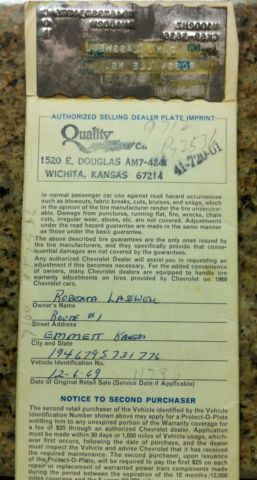 AUTHORIZED SELLING DEALER PLATE IMPRINT
Quality
Co.
1520 E. DOUGLAS AM7-4241
WICHITA, KANSAS 67214
41-720-01
in normal passenger car use against road hazard occurrences
such as blowouts, fabric breaks, cuts, bruises, and snags, which
in the opinion of the tire manufacturer render the tire unservice-
able. Damage from punctures, running flat, fire, wrecks, chain
cuts, irregular wear, abuse, etc. are not covered. Adjustments
under the road hazard guarantee are made in the same manner
as those under the basic guarantee.
The above described tire guarantees are the only ones issued by
the tire manufacturers, and they specifically provide that conse-
quential damages are not covered by the guarantees.
Any authorized Chevrolet Dealer will assist you in requesting an
adjustment if this becomes necessary. For the added convenience
of owners, many Chevrolet dealers are equipped to handle tire
warranty adjustments on tires provided by Chevrolet on 1969
Chevrolet cars.
ROBERTA LASWELL
Owner's Name
ROUTE #1
Street Address
EMMETT KANSAS
City and State
194679S731776
Vehicle Identification No.
12-6-69
Date of Original Retail Sale (Service Date if Applicable)
NOTICE TO SECOND PURCHASER
The second retail purchaser of the Vehicle identified by the Vehicle
Identification Number shown above may apply for a Protect-O-Plate
entitling him to any unexpired portion of the Warranty coverage for
a fee of $25 through an authorized Chevrolet dealer. Application
must be made within 30 days or 1,000 miles of Vehicle usage, which-
ever first occurs, following the date of purchase, and the dealer
must inspect the Vehicle and advise Chevrolet that it has received
the required maintenance. The second purchaser, upon issuance
of the Protect-O-Plate, will be required to pay the first $25 on each
repair or replacement of warranted power train components made
during the period between the expiration of the 12 months/12,000